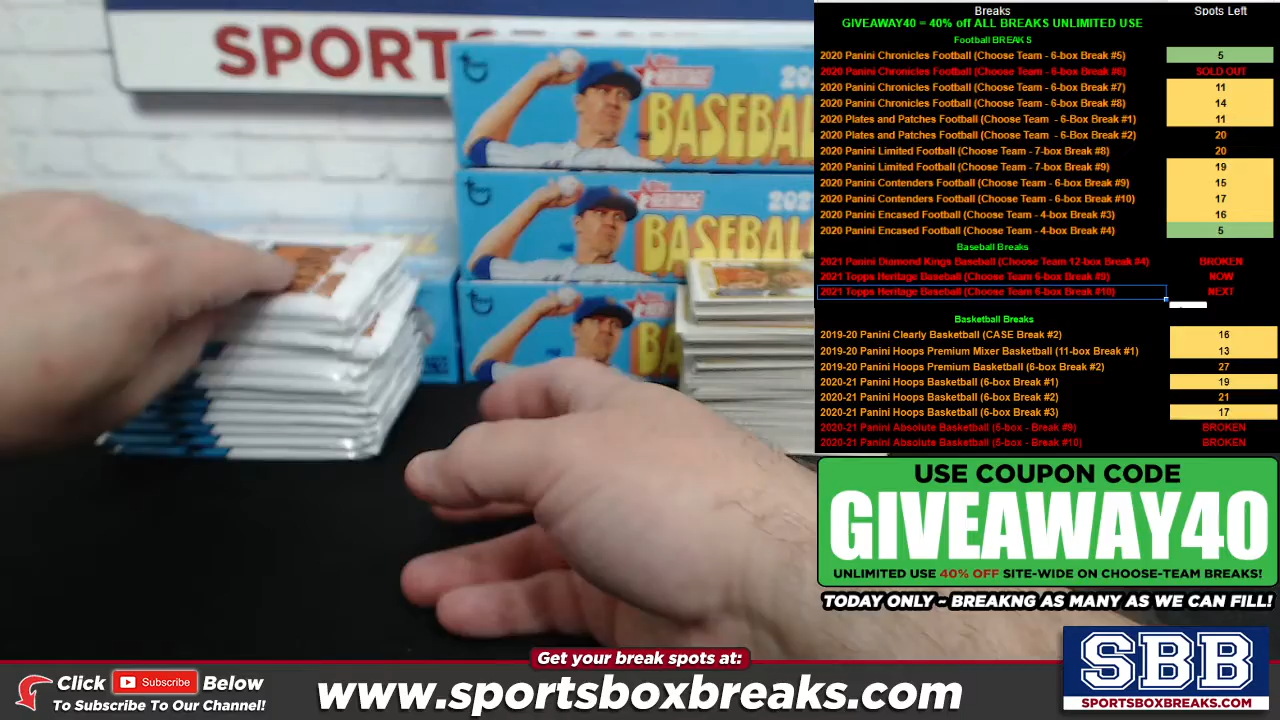 SPORTS
Topps
HERITAGE
BASEBAL
Topps
HERITAGE
BASEBAL
Topps
BA
Breaks
Spots Left
GIVEAWAY40 = 40% off ALL BREAKS UNLIMITED USE
Football BREAKS
2020 Panini Chronicles Football (Choose Team - 6-box Break #5) 5
2020 Panini Chronicles Football (Choose Team - 6-box Break #6) SOLD OUT
2020 Panini Chronicles Football (Choose Team - 6-box Break #7) 11
2020 Panini Chronicles Football (Choose Team - 6-box Break #8) 14
2020 Plates and Patches Football (Choose Team - 6-Box Break #1) 11
2020 Plates and Patches Football (Choose Team - 6-Box Break #2) 20
2020 Panini Limited Football (Choose Team - 7-box Break #8) 20
2020 Panini Limited Football (Choose Team - 7-box Break #9) 19
2020 Panini Contenders Football (Choose Team - 6-box Break #9) 15
2020 Panini Contenders Football (Choose Team - 6-box Break #10) 17
2020 Panini Encased Football (Choose Team - 4-box Break #3) 16
2020 Panini Encased Football (Choose Team - 4-box Break #4) 5
Baseball Breaks
2021 Panini Diamond Kings Baseball (Choose Team 12-box Break #4) BROKEN
2021 Topps Heritage Baseball (Choose Team 6-box Break #9) NOW
2021 Topps Heritage Baseball (Choose Team 6-box Break #10) NEXT
Basketball Breaks
2019-20 Panini Clearly Basketball (CASE Break #2) 16
2019-20 Panini Hoops Premium Mixer Basketball (11-box Break #1) 13
2019-20 Panini Hoops Premium Basketball (6-box Break #2) 27
2020-21 Panini Hoops Basketball (6-box Break #1) 19
2020-21 Panini Hoops Basketball (6-box Break #2) 21
2020-21 Panini Hoops Basketball (6-box Break #3) 17
2020-21 Panini Absolute Basketball (5-box - Break #9) BROKEN
2020-21 Panini Absolute Basketball (5-box - Break #10) BROKEN
USE COUPON CODE
GIVEAWAY40
UNLIMITED USE 40% OFF SITE-WIDE ON CHOOSE-TEAM BREAKS!
TODAY ONLY ~ BREAKNG AS MANY AS WE CAN FILL!
Get your break spots at:
Click Subscribe Below
To Subscribe To Our Channel!
www.sportsboxbreaks.com
SBB
SPORTSBOXBREAKS.COM